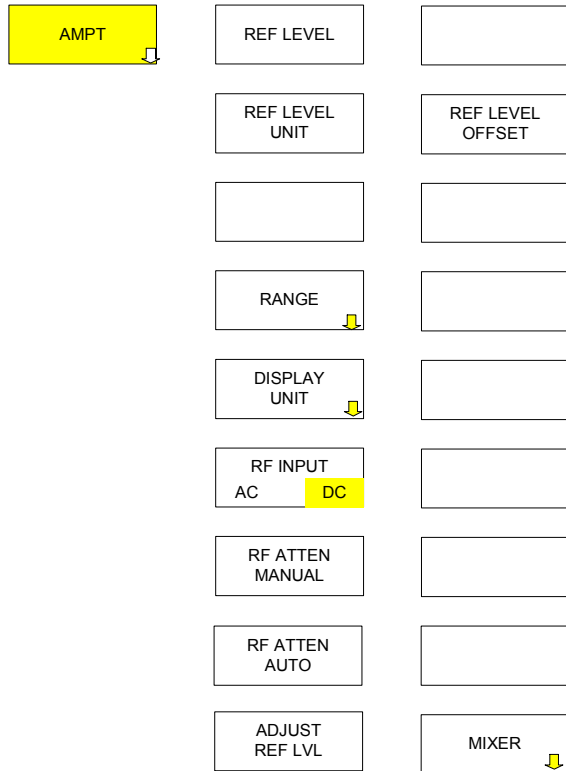 AMPT
REF LEVEL
REF LEVEL
UNIT
REF LEVEL
OFFSET
RANGE
DISPLAY
UNIT
RF INPUT
AC DC
RF ATTEN
MANUAL
RF ATTEN
AUTO
ADJUST
REF LVL
MIXER